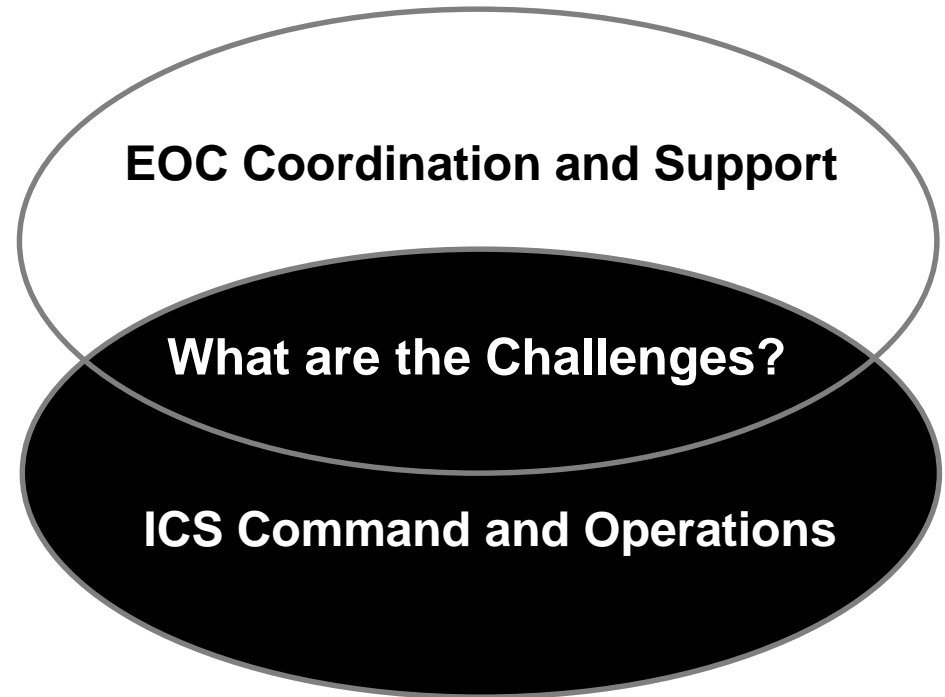 EOC Coordination and Support
What are the Challenges?
ICS Command and Operations